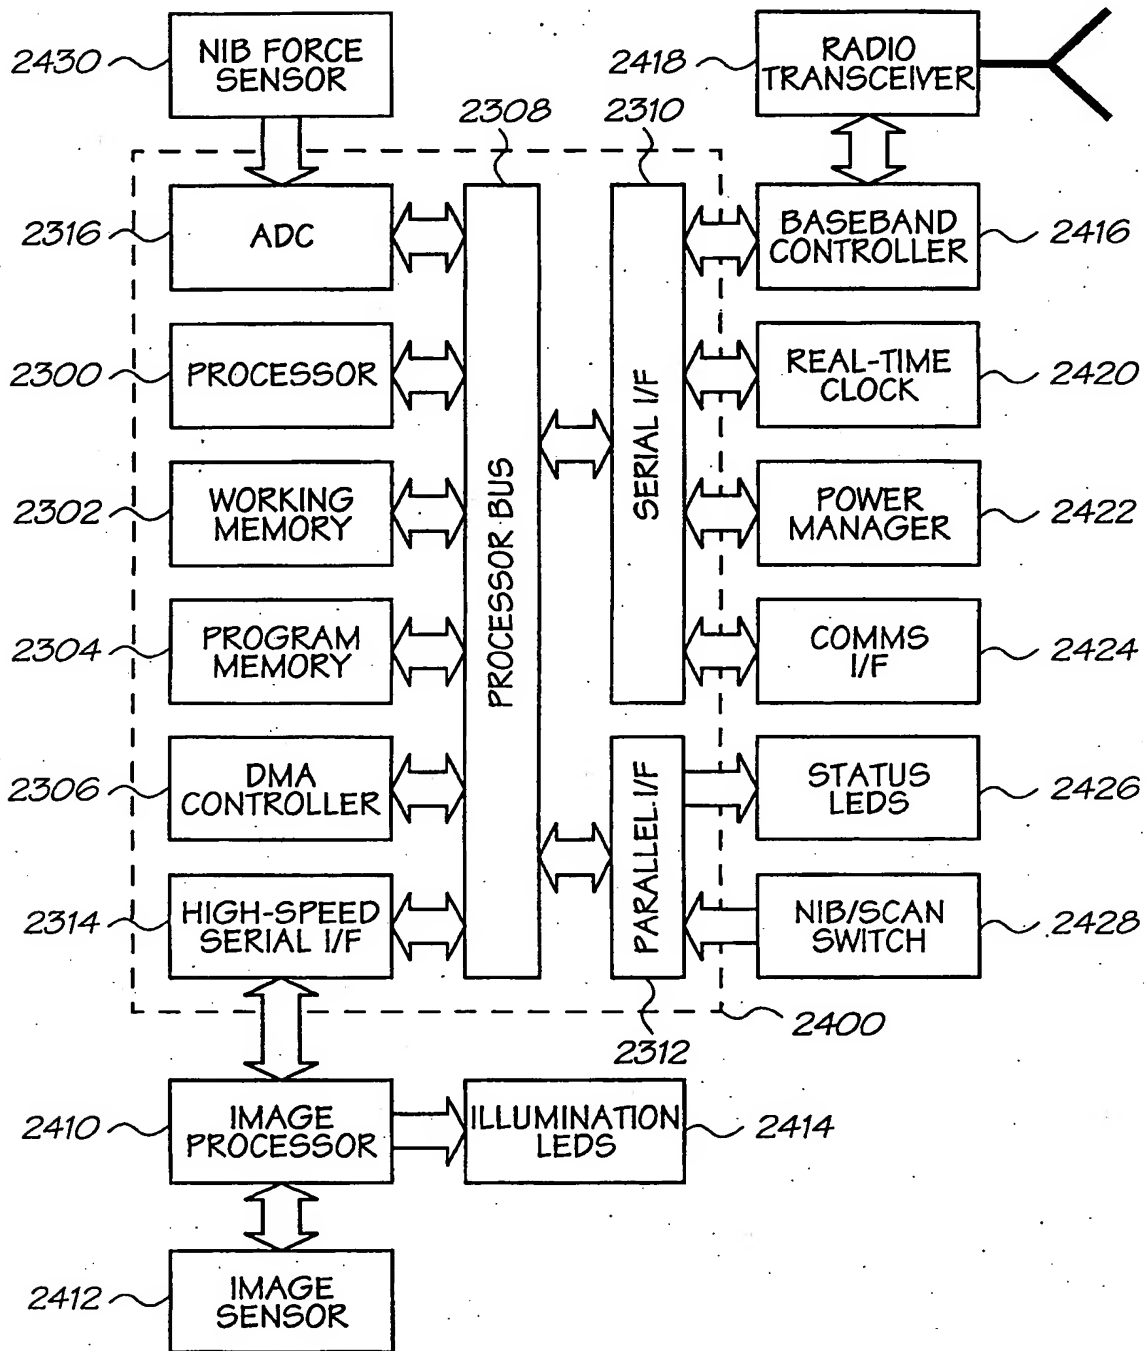 2430
NIB FORCE
SENSOR
2418
RADIO
TRANSCEIVER
2308
2310
2316
ADC
BASEBAND
CONTROLLER
2416
2300
PROCESSOR
REAL-TIME
CLOCK
2420
2302
WORKING
MEMORY
PROCESSOR BUS
SERIAL I/F
POWER
MANAGER
2422
2304
PROGRAM
MEMORY
COMMS
I/F
2424
2306
DMA
CONTROLLER
PARALLEL I/F
STATUS
LEDS
2426
2314
HIGH-SPEED
SERIAL I/F
NIB/SCAN
SWITCH
2428
2312
2400
2410
IMAGE
PROCESSOR
ILLUMINATION
LEDS
2414
2412
IMAGE
SENSOR